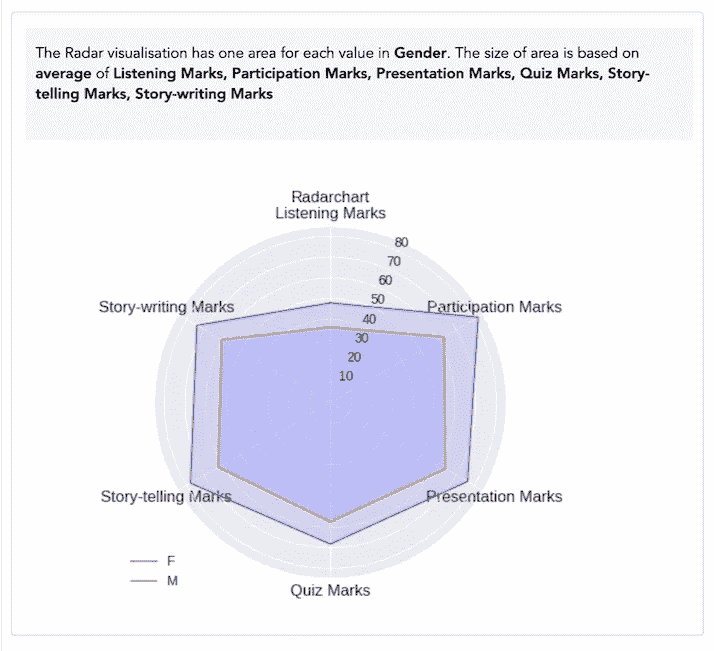 The Radar visualisation has one area for each value in Gender. The size of area is based on
average of Listening Marks, Participation Marks, Presentation Marks, Quiz Marks, Story-
telling Marks, Story-writing Marks
Radarchart
Listening Marks
80
70
60
50
Story-writing Marks
Participation Marks
40
30
20
10
Story-telling Marks
Presentation Marks
F
M
Quiz Marks